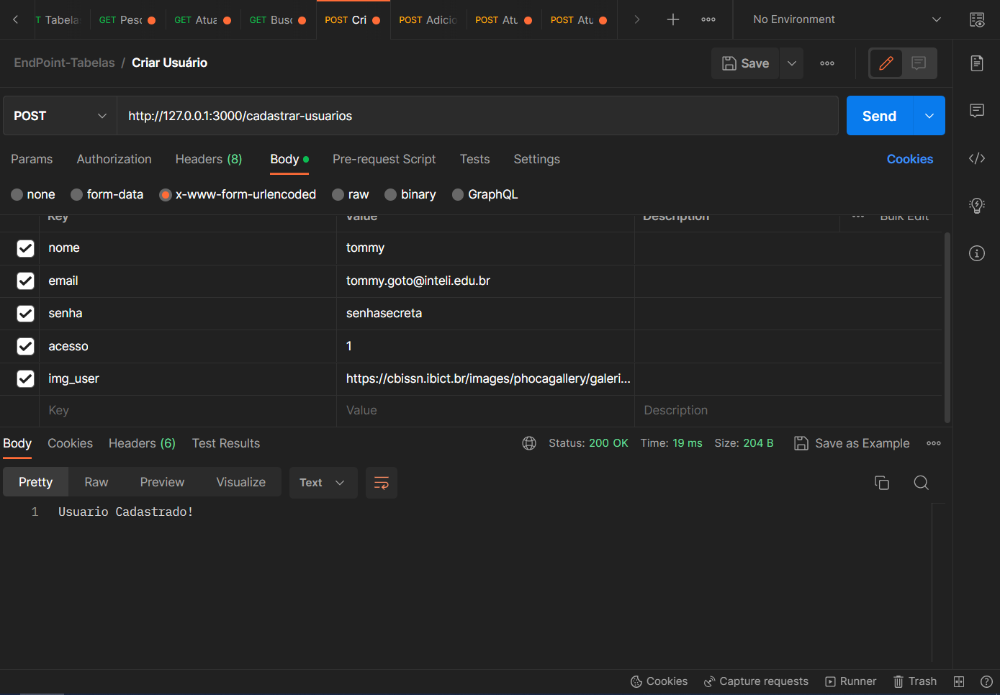 T Tabela
GET Pesc
GET Atua
GET Busc
POST Cri
POST Adicio
POST Atu
POST Atu
No Environment
EndPoint-Tabelas / Criar Usuário
Save
POST
http://127.0.0.1:3000/cadastrar-usuarios
Send
Params Authorization Headers (8) Body Pre-request Script Tests Settings Cookies
none form-data x-www-form-urlencoded raw binary GraphQL
Key Value Description Bulk Edit
nome tommy
email tommy.goto@inteli.edu.br
senha senhasecreta
acesso 1
img_user https://cbissn.ibict.br/images/phocagallery/galeri...
Key Value Description
Body Cookies Headers (6) Test Results Status: 200 OK Time: 19 ms Size: 204 B Save as Example
Pretty Raw Preview Visualize Text
1 Usuario Cadastrado!
Cookies Capture requests Runner Trash